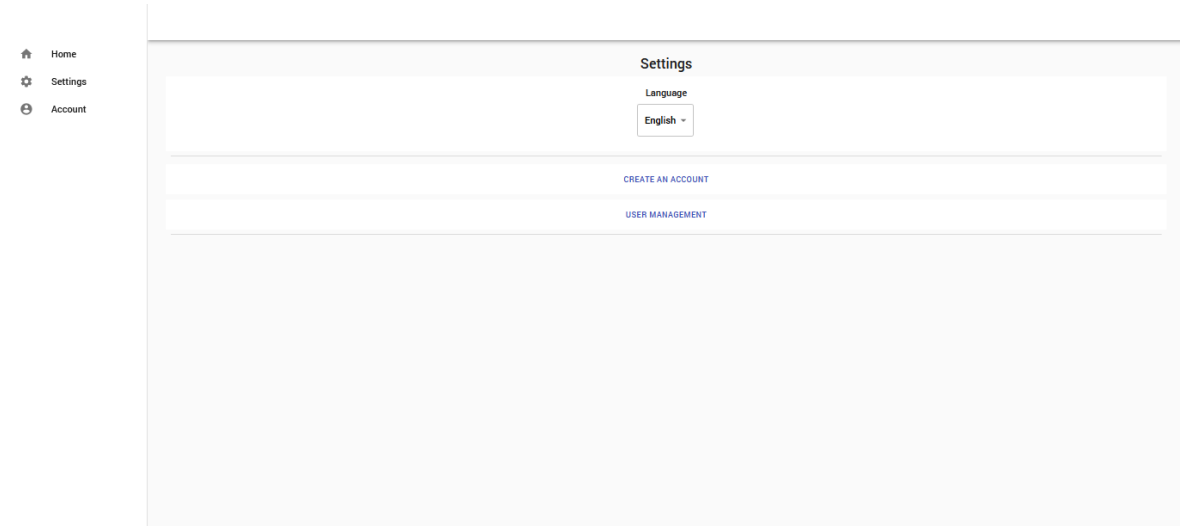 Home
Settings
Account
Settings
Language
English
CREATE AN ACCOUNT
USER MANAGEMENT